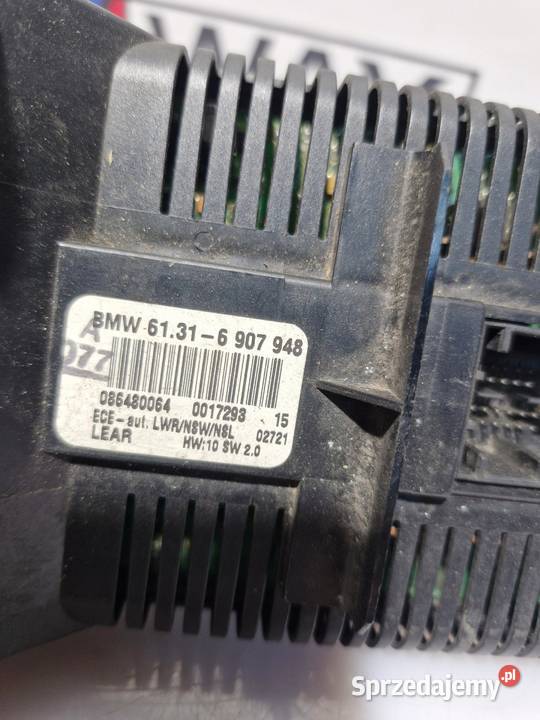 BMW 61.31-6 907 948
A
077
086480064 0017293 15
ECE-aut. LWR/NSW/NSL 02721
LEAR HW:10 SW 2.0
Sprzedajemy.pl